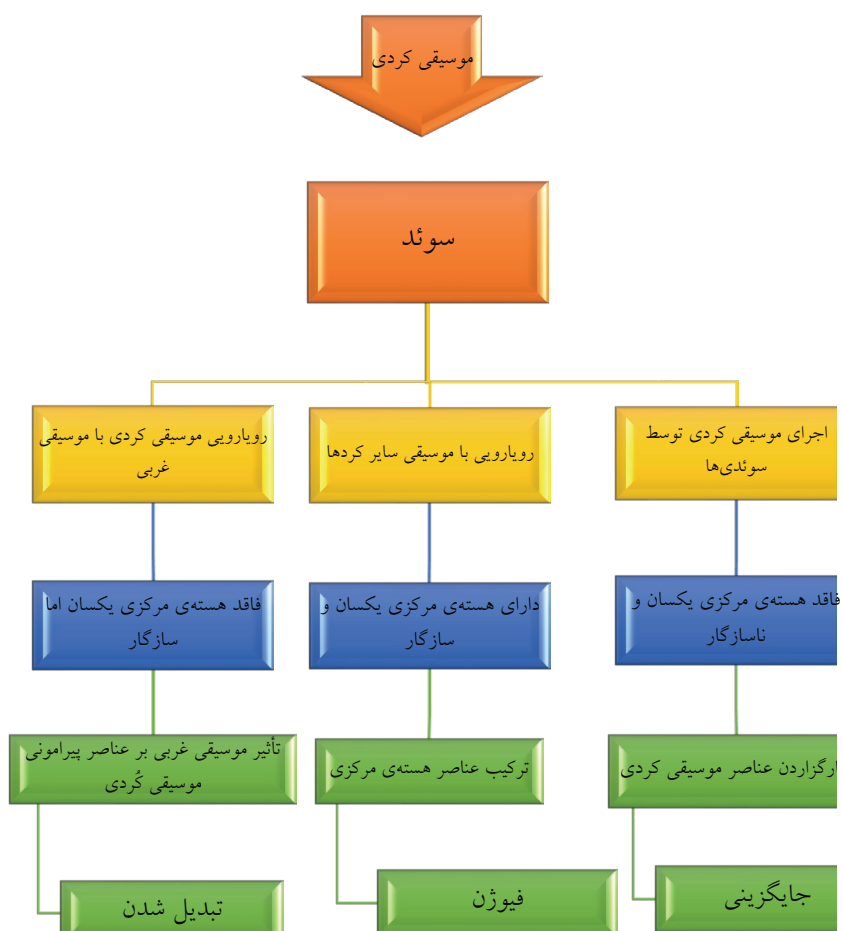 موسیقی کردی
سوئد
اجرای موسیقی کردی توسط
سوئدی‌ها
رویارویی با موسیقی سایر کردها
رویارویی موسیقی کردی با موسیقی
غربی
فاقد هسته‌ی مرکزی یکسان و
ناسازگار
دارای هسته‌ی مرکزی یکسان و
سازگار
فاقد هسته‌ی مرکزی یکسان اما
سازگار
عناصر موسیقی کردی
ترکیب عناصر هسته‌ی مرکزی
تأثیر موسیقی غربی بر عناصر پیرامونی
موسیقی کُردی
جایگزینی
فیوژن
تبدیل شدن